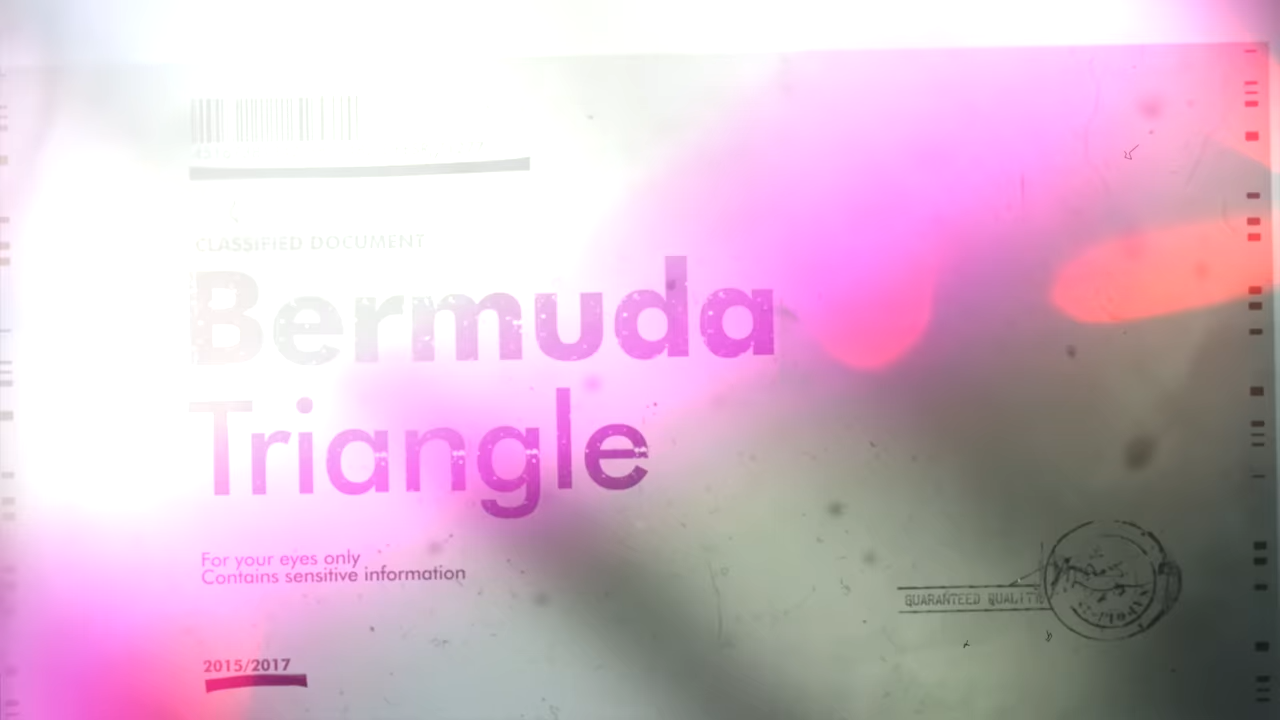 CLASSIFIED DOCUMENT
Bermuda
Triangle
For your eyes only
Contains sensitive information
2015/2017
GUARANTEED QUALITY